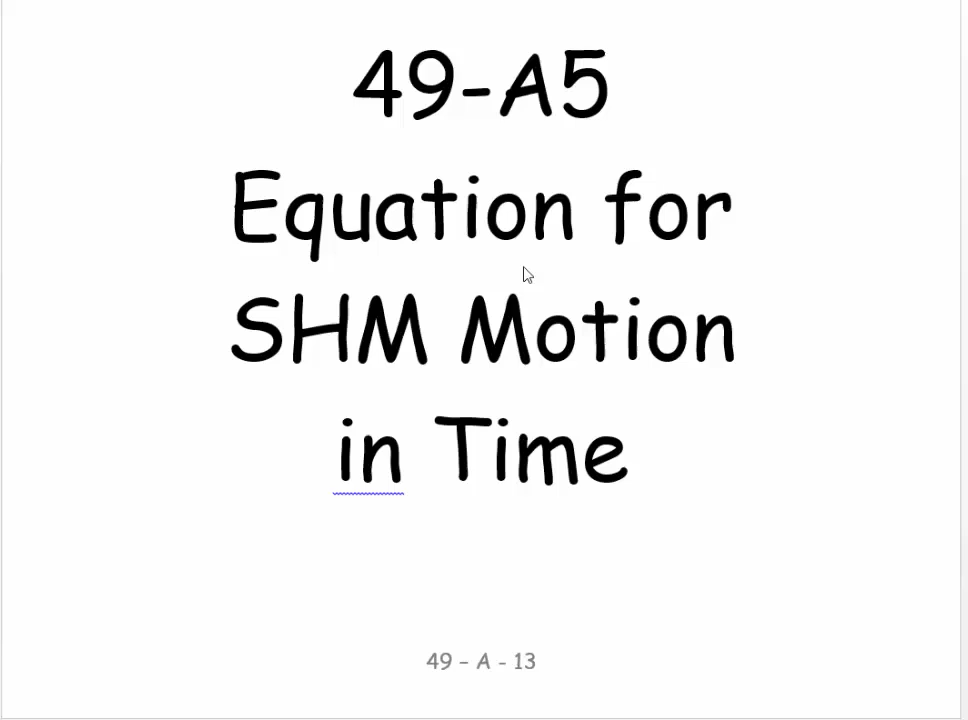 49-A5
Equation for
SHM Motion
in Time
49 – A - 13